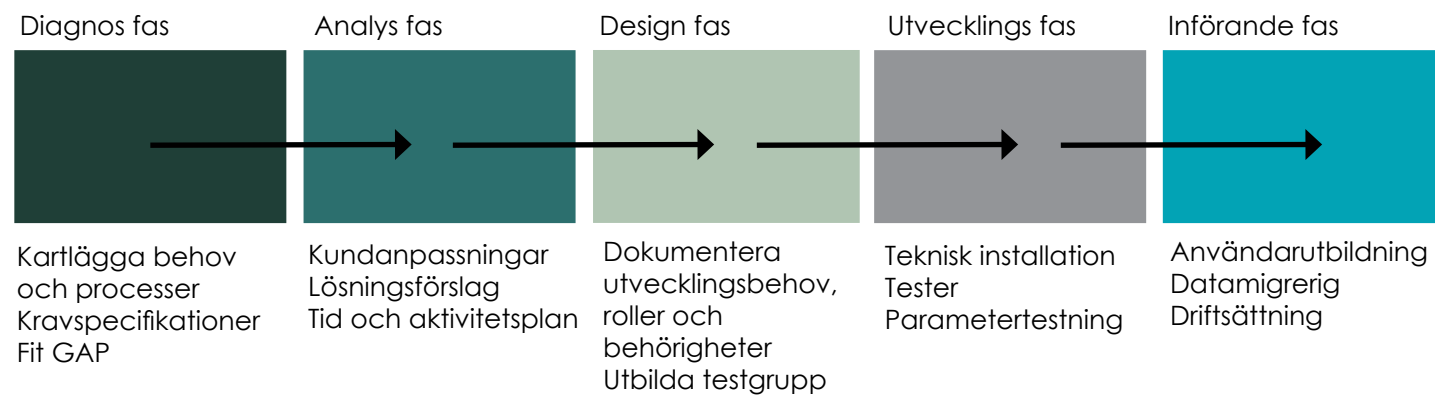 Diagnos fas
Analys fas
Design fas
Utvecklings fas
Införande fas
Kartlägga behov
och processer
Kravspecifikationer
Fit GAP
Kundanpassningar
Lösningsförslag
Tid och aktivitetsplan
Dokumentera
utvecklingsbehov,
roller och
behörigheter
Utbilda testgrupp
Teknisk installation
Tester
Parametertestning
Användarutbildning
Datamigrerig
Driftsättning